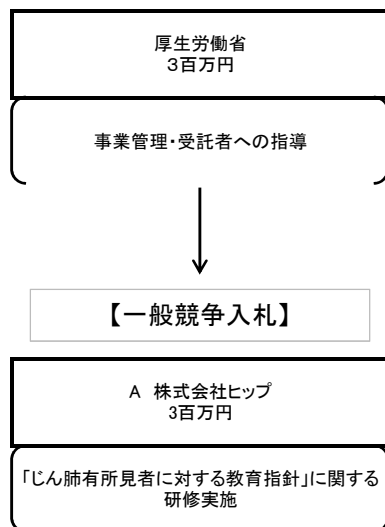 厚生労働省
３百万円
事業管理・受託者への指導
【一般競争入札】
A　株式会社ヒップ
3百万円
「じん肺有所見者に対する教育指針」に関する
研修実施